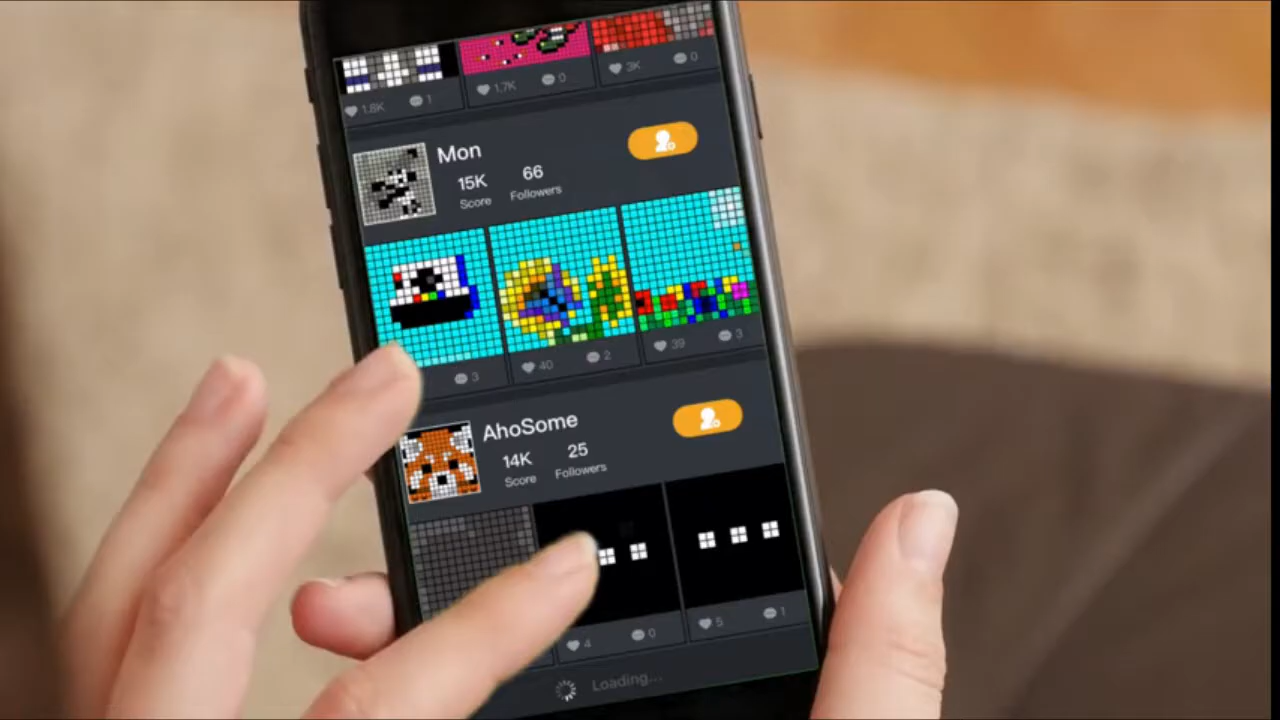 1.8K 1 1.7K 0 3K 0
Mon
15K 66
Score Followers
3 40 2 39 3
AhoSome
14K 25
Score Followers
4 0 5 1
Loading...